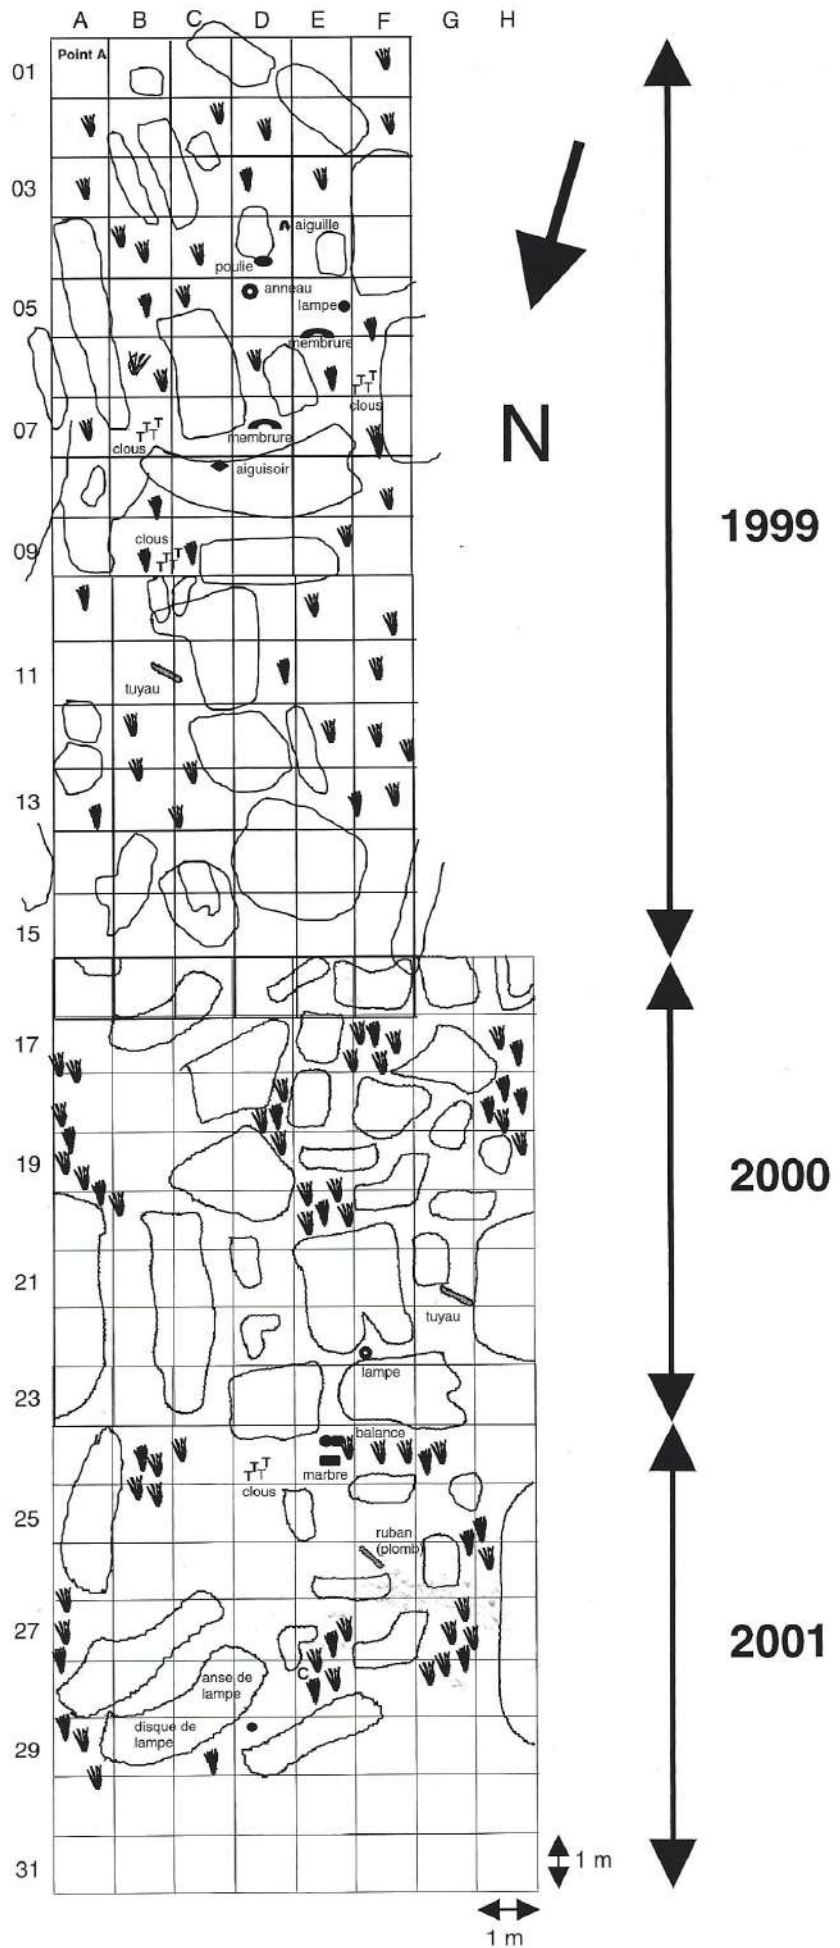 A B C D E F G H
Point A
01
03
aiguille
poulie
anneau
05
lampe
membrure
clous
07
clous
membrure
aiguisoir
N
1999
clous
09
11
tuyau
13
15
17
19
2000
21
tuyau
lampe
23
balance
marbre
clous
25
ruban
(plomb)
27
2001
C
anse de
lampe
disque de
lampe
29
31
1 m
1 m